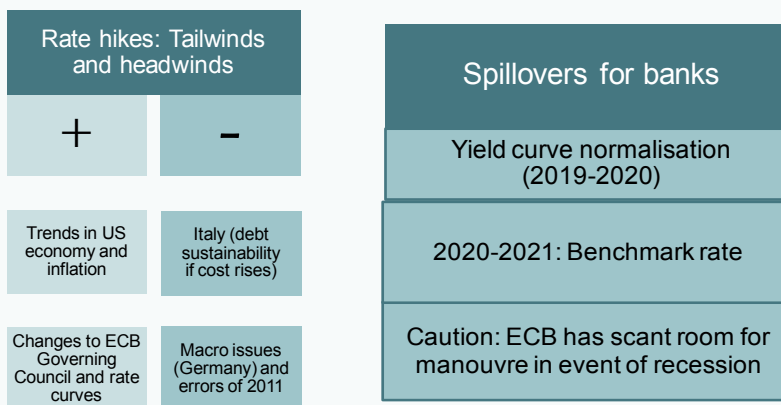 Rate hikes: Tailwinds
and headwinds
+
-
Trends in US
economy and
inflation
Italy (debt
sustainability
if cost rises)
Changes to ECB
Governing
Council and rate
curves
Macro issues
(Germany) and
errors of 2011
Spillovers for banks
Yield curve normalisation
(2019-2020)
2020-2021: Benchmark rate
Caution: ECB has scant room for
manouvre in event of recession